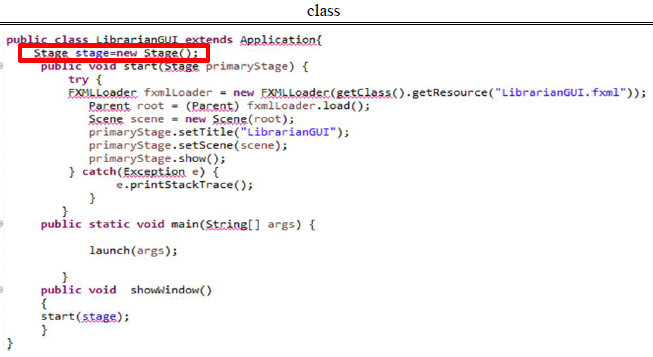 class
public class LibrarianGUI extends Application{
Stage stage=new Stage();
public void start(Stage primaryStage) {
try {
FXMLLoader fxmlLoader = new FXMLLoader(getClass().getResource("LibrarianGUI.fxml"));
Parent root = (Parent) fxmlLoader.load();
Scene scene = new Scene(root);
primaryStage.setTitle("LibrarianGUI");
primaryStage.setScene(scene);
primaryStage.show();
} catch(Exception e) {
e.printStackTrace();
}
}
public static void main(String[] args) {
launch(args);
}
public void showWindow()
{
start(stage);
}
}